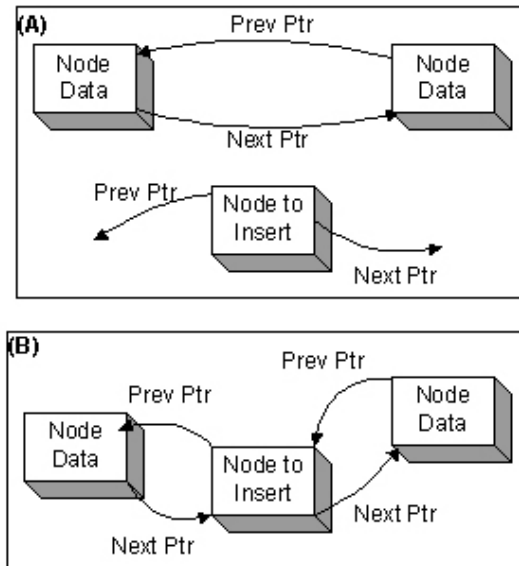 (A)
Prev Ptr
Node
Data
Node
Data
Next Ptr
Prev Ptr
Node to
Insert
Next Ptr
(B)
Prev Ptr
Prev Ptr
Node
Data
Node
Data
Node to
Insert
Next Ptr
Next Ptr